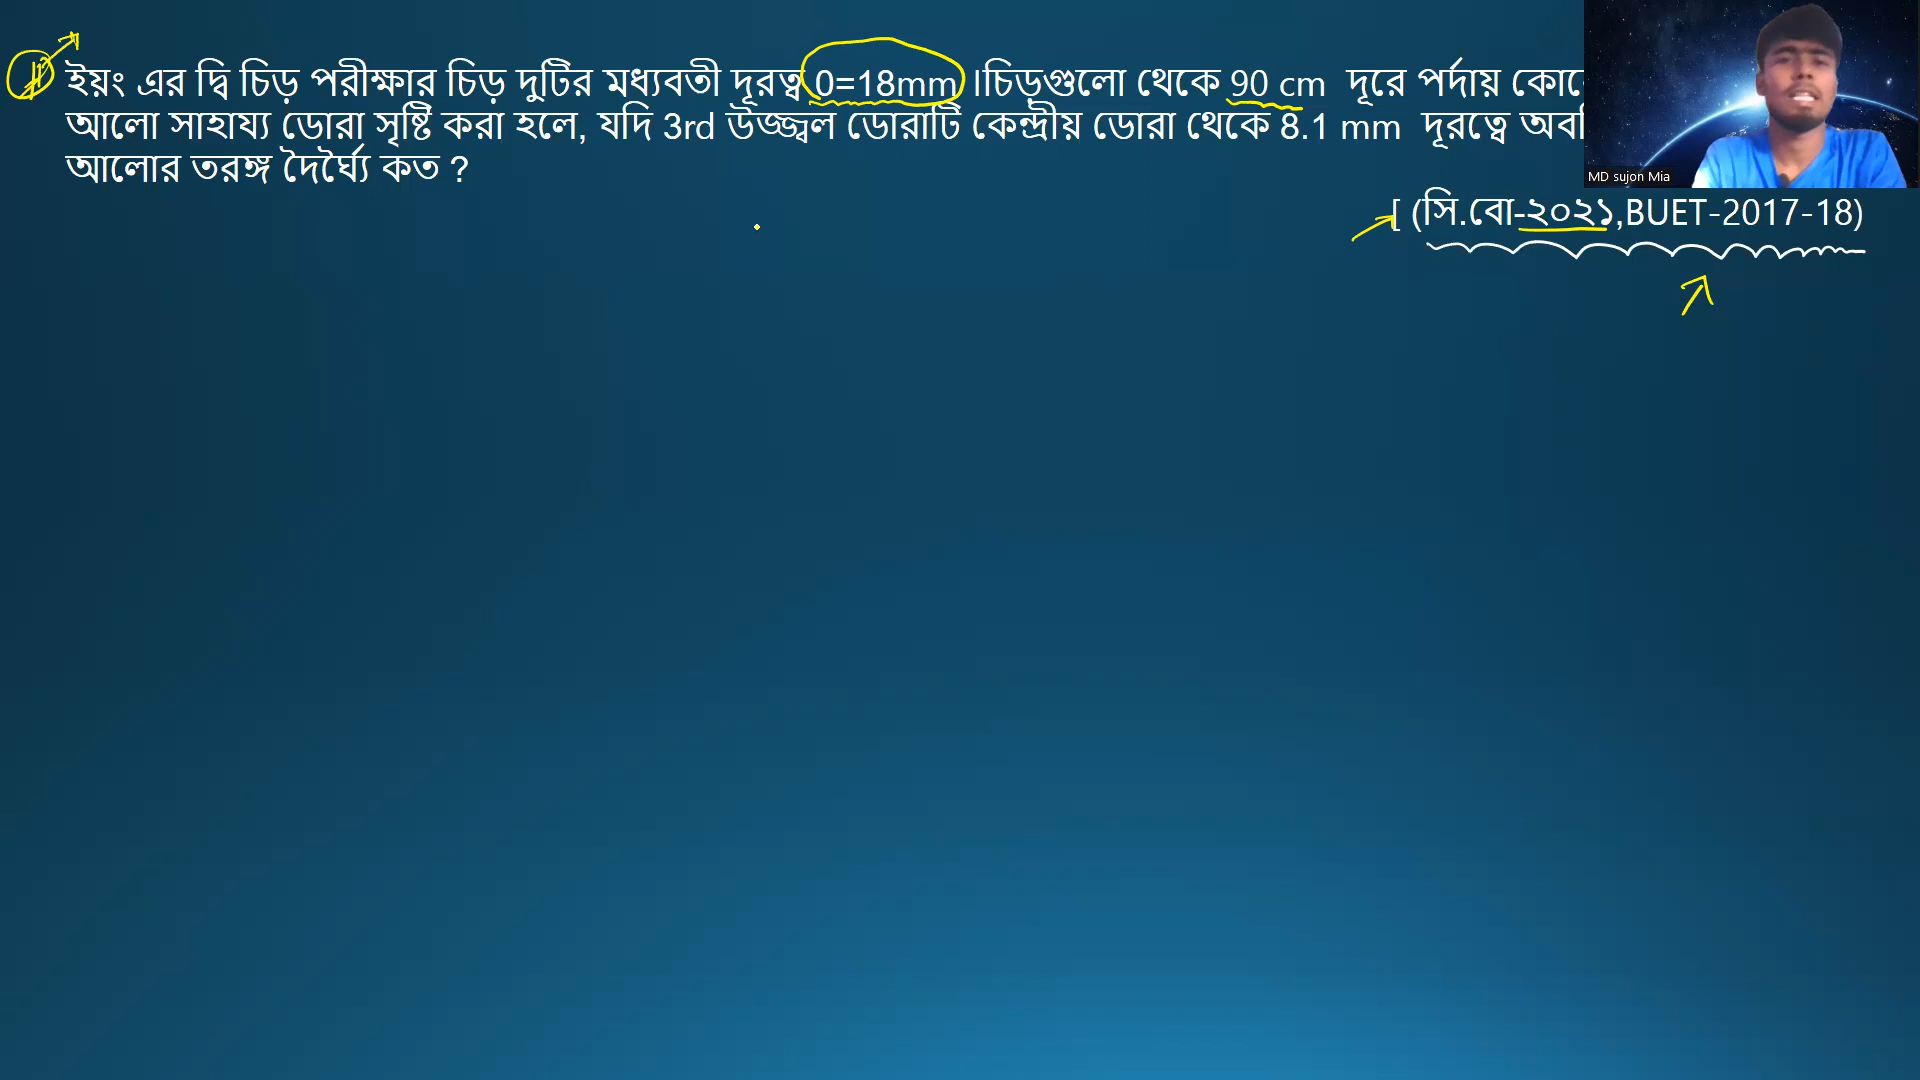 ইয়ং এর দ্বি চিড় পরীক্ষার চিড় দুটির মধ্যবর্তী দূরত্ব 0=18mm ।চিড়গুলো থেকে 90 cm দূরে পর্দায়
আলো সাহায্য ডোরা সৃষ্টি করা হলে, যদি 3rd উজ্জ্বল ডোরাটি কেন্দ্রীয় ডোরা থেকে 8.1 mm দূরত্বে
আলোর তরঙ্গ দৈর্ঘ্যৈ কত ?
MD sujon Mia
[ (সি.বো-২০২১,BUET-2017-18)